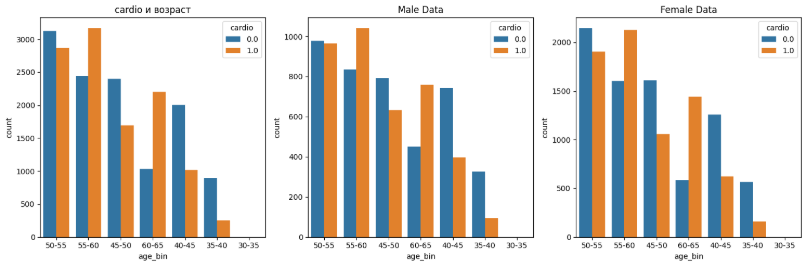 cardio и возраст
cardio
0.0
1.0
3000
2500
2000
1500
1000
500
0
count
50-55 55-60 45-50 60-65 40-45 35-40 30-35
age_bin
Male Data
cardio
0.0
1.0
1000
800
600
400
200
0
count
50-55 55-60 45-50 60-65 40-45 35-40 30-35
age_bin
Female Data
cardio
0.0
1.0
2000
1500
1000
500
0
count
50-55 55-60 45-50 60-65 40-45 35-40 30-35
age_bin